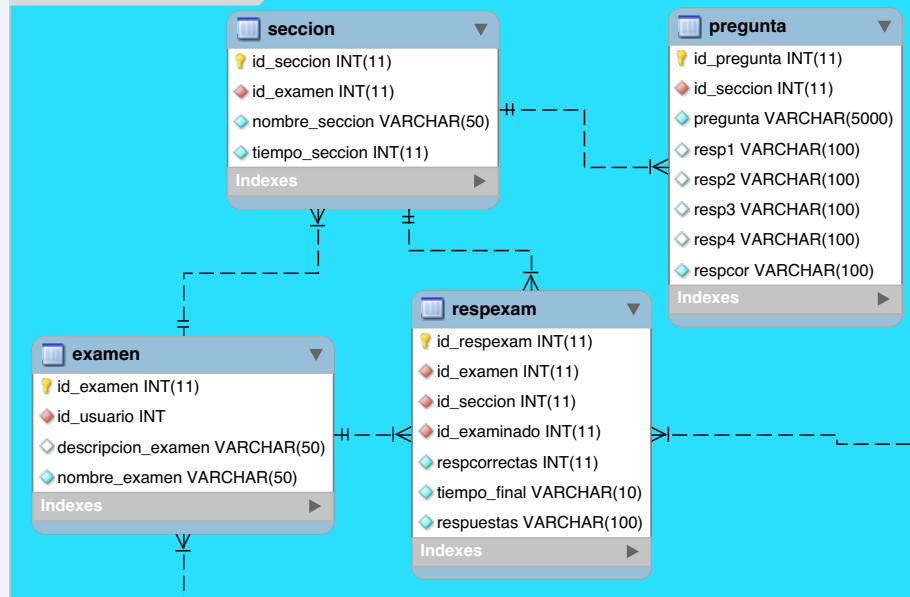 seccion
id_seccion INT(11)
id_examen INT(11)
nombre_seccion VARCHAR(50)
tiempo_seccion INT(11)
Indexes
pregunta
id_pregunta INT(11)
id_seccion INT(11)
pregunta VARCHAR(5000)
resp1 VARCHAR(100)
resp2 VARCHAR(100)
resp3 VARCHAR(100)
resp4 VARCHAR(100)
respcor VARCHAR(100)
Indexes
examen
id_examen INT(11)
id_usuario INT
descripcion_examen VARCHAR(50)
nombre_examen VARCHAR(50)
Indexes
respexam
id_respexam INT(11)
id_examen INT(11)
id_seccion INT(11)
id_examinado INT(11)
respcorrectas INT(11)
tiempo_final VARCHAR(10)
respuestas VARCHAR(100)
Indexes